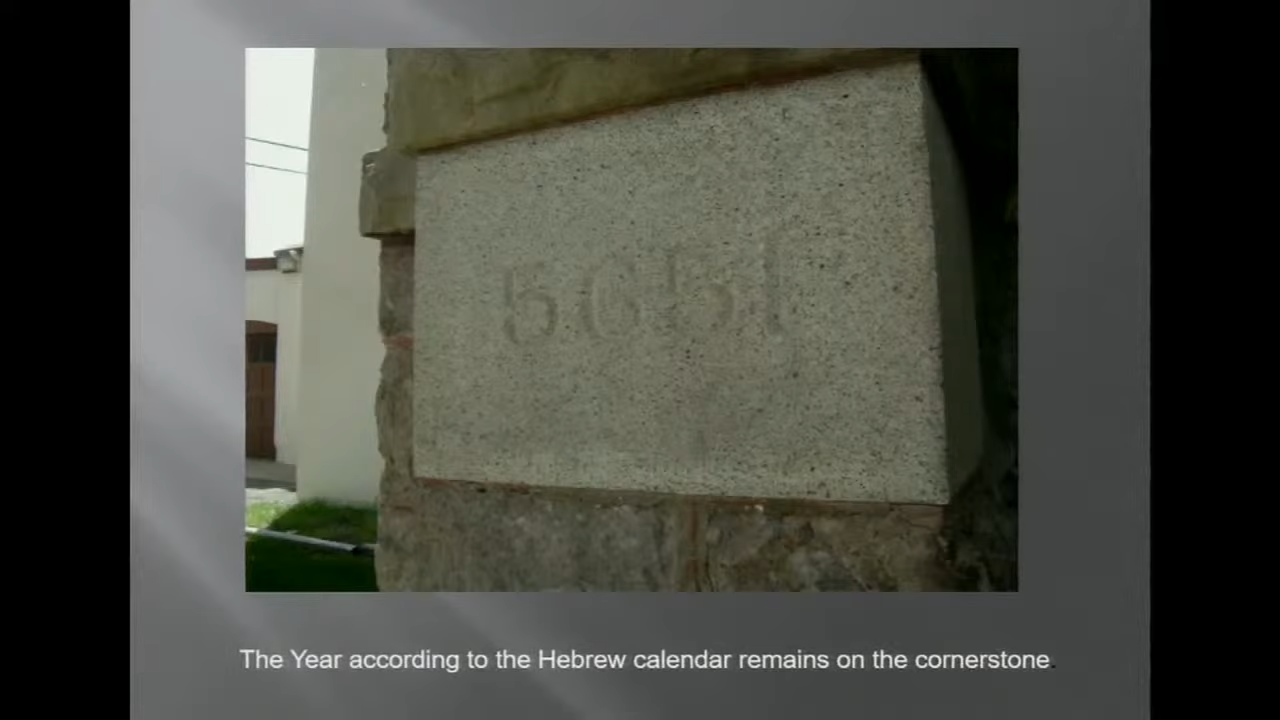 5651
The Year according to the Hebrew calendar remains on the cornerstone.